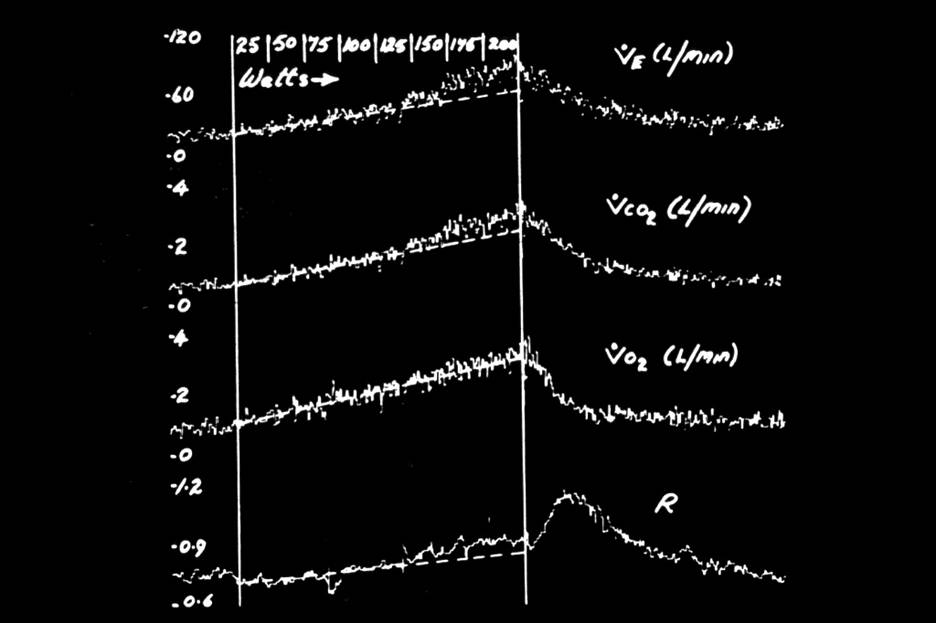 -120
25|50|75|100|125|150|175|200
Watts→
V̇E (L/min)
-60
-0
-4
V̇CO2 (L/min)
-2
-0
-4
V̇O2 (L/min)
-2
-0
-1.2
R
-0.9
-0.6